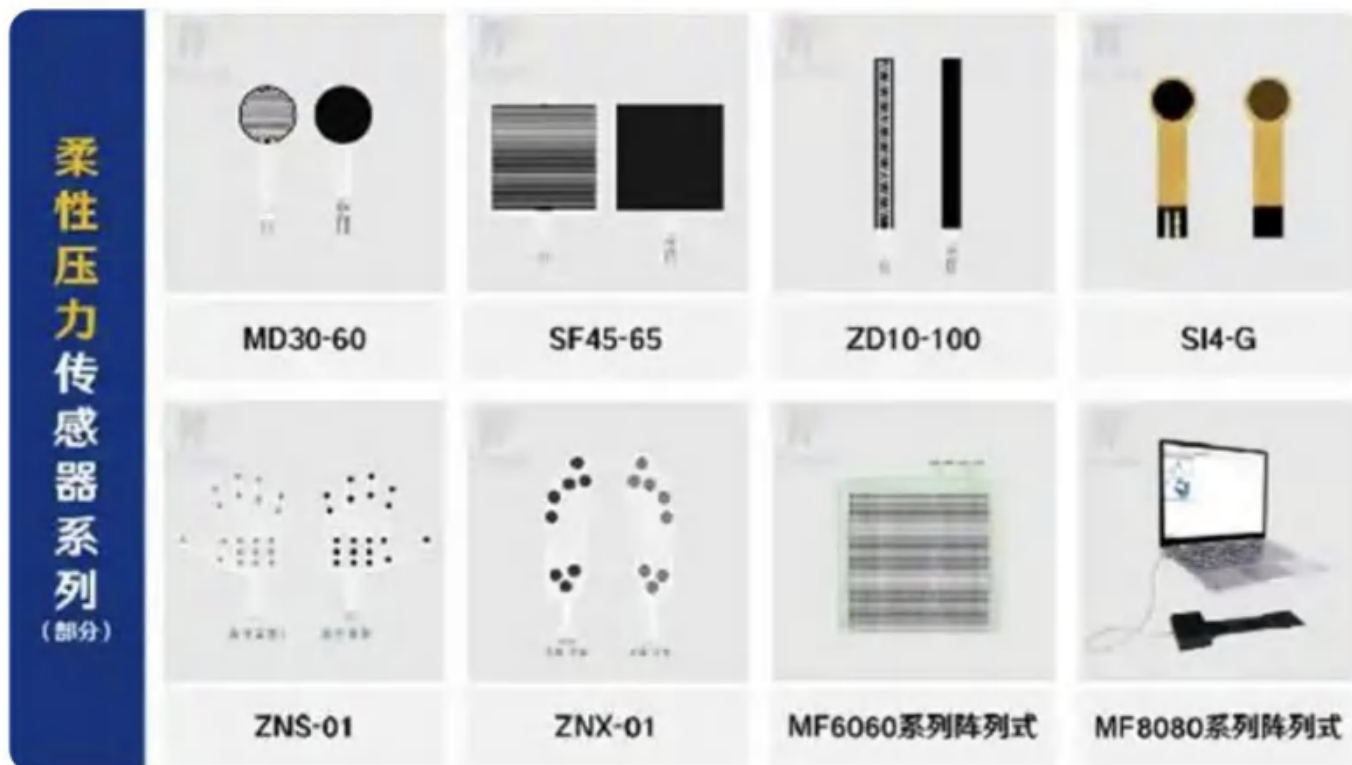 柔性压力传感器系列
(部分)
MD30-60
SF45-65
ZD10-100
SI4-G
ZNS-01
ZNX-01
MF6060系列阵列式
MF8080系列阵列式